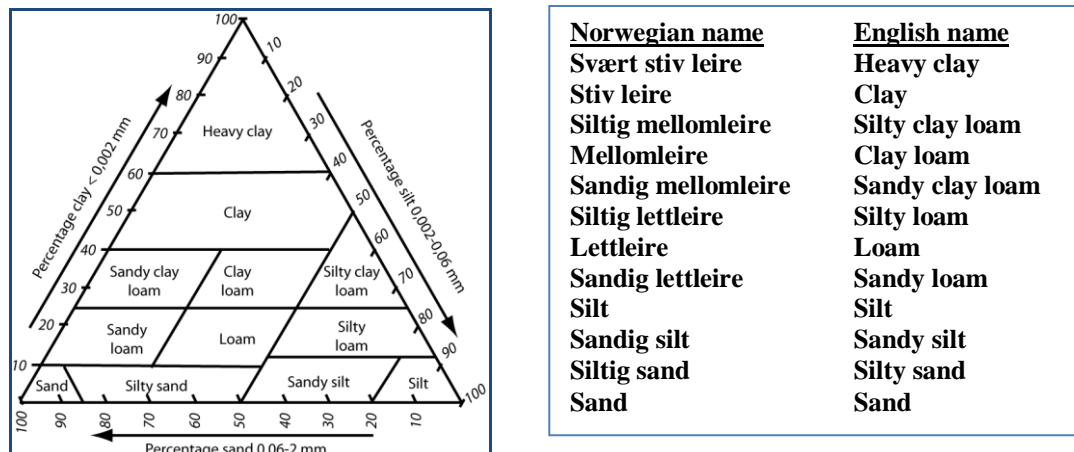 100
90
80
70
60
50
40
30
20
10
Percentage clay < 0,002 mm
10
20
30
40
50
60
70
80
90
100
Percentage silt 0,002-0,06 mm
Heavy clay
Clay
Sandy clay
loam
Clay
loam
Silty clay
loam
Sandy
loam
Loam
Silty
loam
Sand
Silty sand
Sandy silt
Silt
100 90 80 70 60 50 40 30 20 10
Percentage sand 0,06-2 mm
Norwegian name English name
Svært stiv leire Heavy clay
Stiv leire Clay
Siltig mellomleire Silty clay loam
Mellomleire Clay loam
Sandig mellomleire Sandy clay loam
Siltig lettleire Silty loam
Lettleire Loam
Sandig lettleire Sandy loam
Silt Silt
Sandig silt Sandy silt
Siltig sand Silty sand
Sand Sand